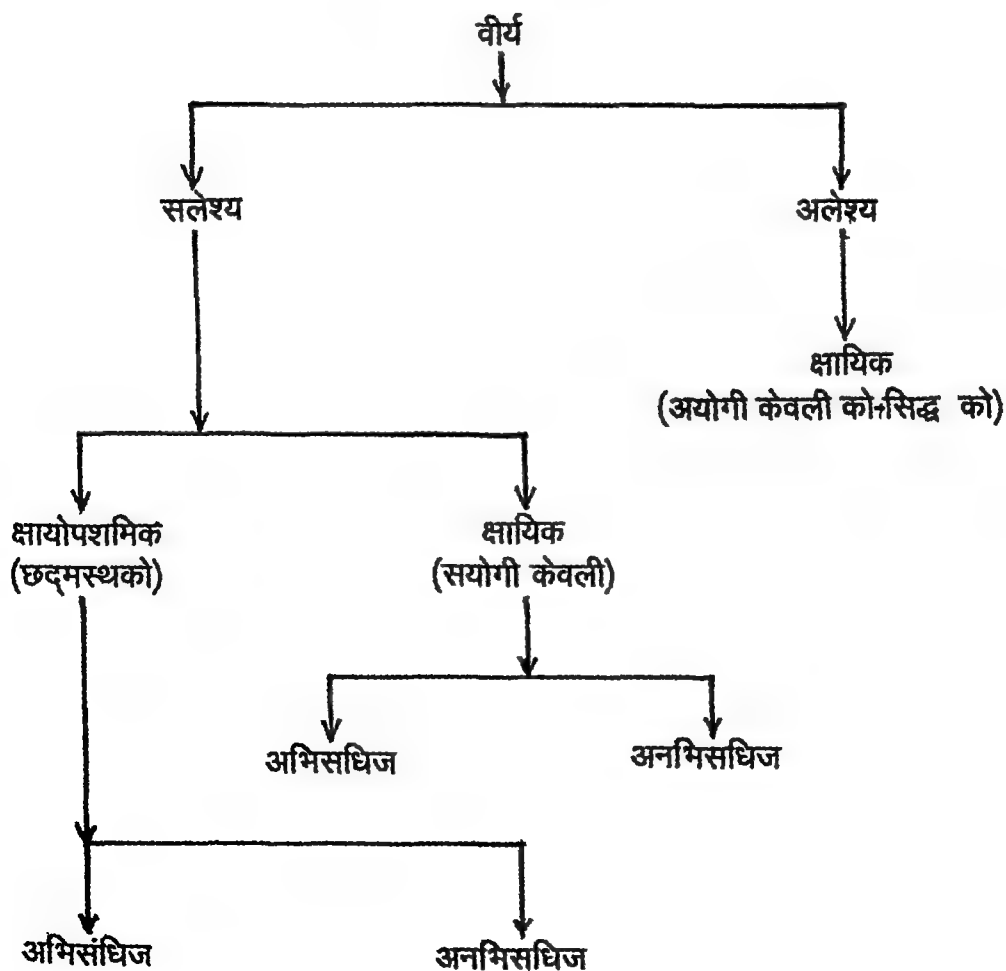 वीर्य
सलेश्य
अलेश्य
क्षायिक
(अयोगी केवली को+सिद्ध को)
क्षायोपशमिक
(छद्मस्थको)
क्षायिक
(सयोगी केवली)
अभिसधिज
अनभिसधिज
अभिसंधिज
अनभिसधिज